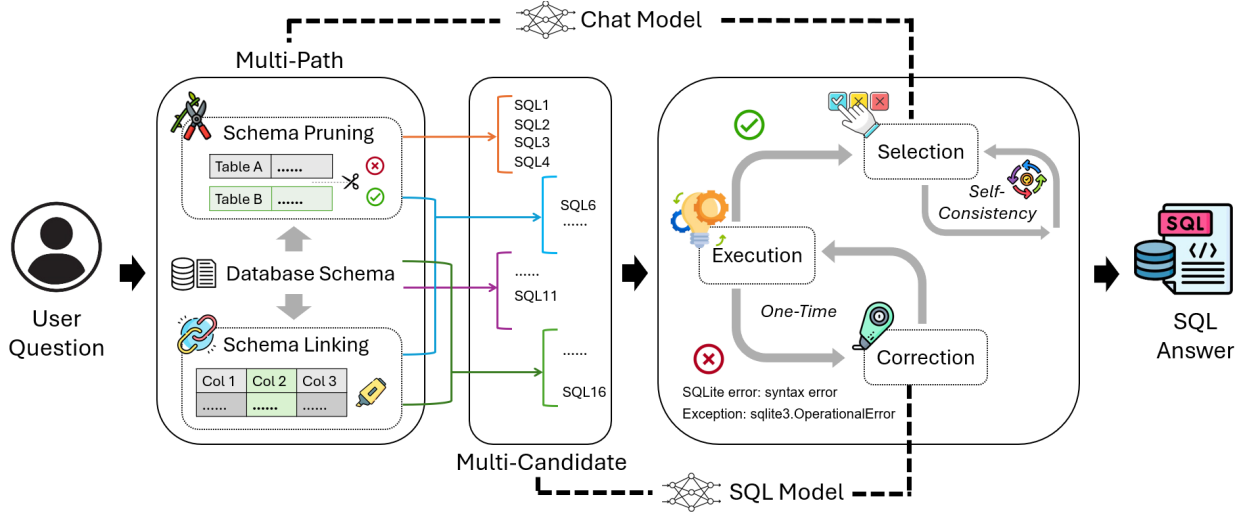 Chat Model
Multi-Path
Schema Pruning
Table A ......
Table B ......
Database Schema
Schema Linking
Col 1 Col 2 Col 3
...... ...... ......
User
Question
SQL1
SQL2
SQL3
SQL4
SQL6
......
......
SQL11
......
SQL16
Multi-Candidate
Selection
Self-
Consistency
Execution
One-Time
Correction
SQLite error: syntax error
Exception: sqlite3.OperationalError
SQL Model
SQL
</>
SQL
Answer